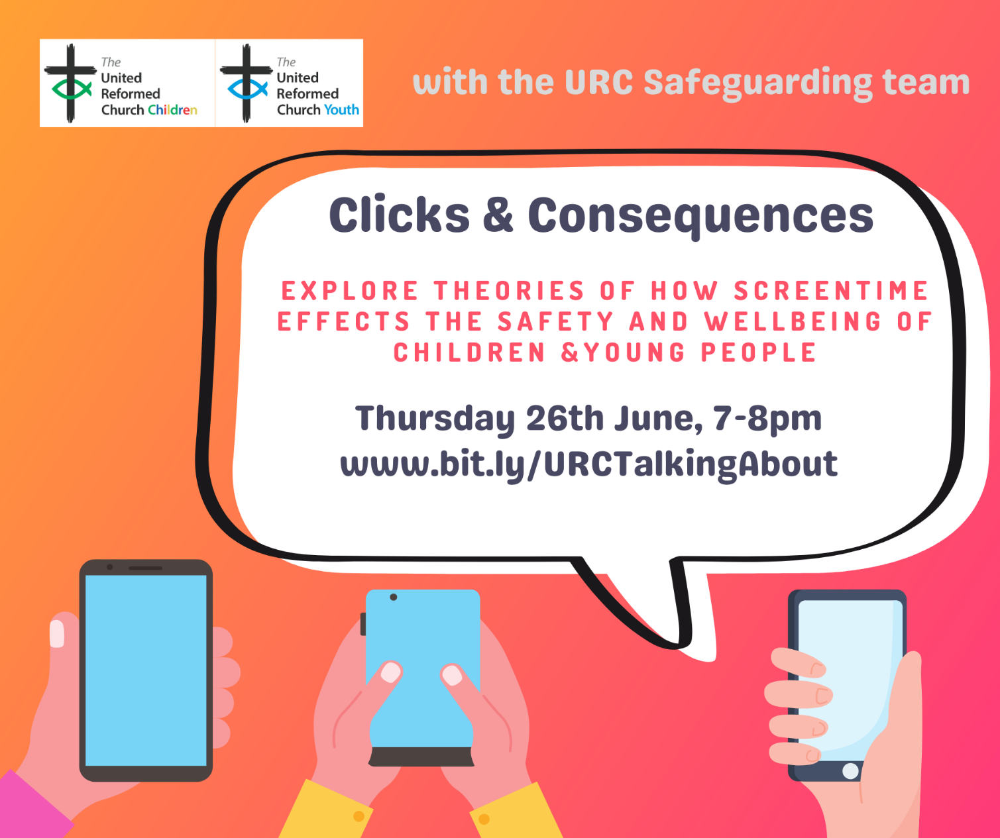 The
United
Reformed
Church Children
The
United
Reformed
Church Youth
with the URC Safeguarding team
Clicks & Consequences
EXPLORE THEORIES OF HOW SCREENTIME
EFFECTS THE SAFETY AND WELLBEING OF
CHILDREN &YOUNG PEOPLE
Thursday 26th June, 7-8pm
www.bit.ly/URCTalkingAbout